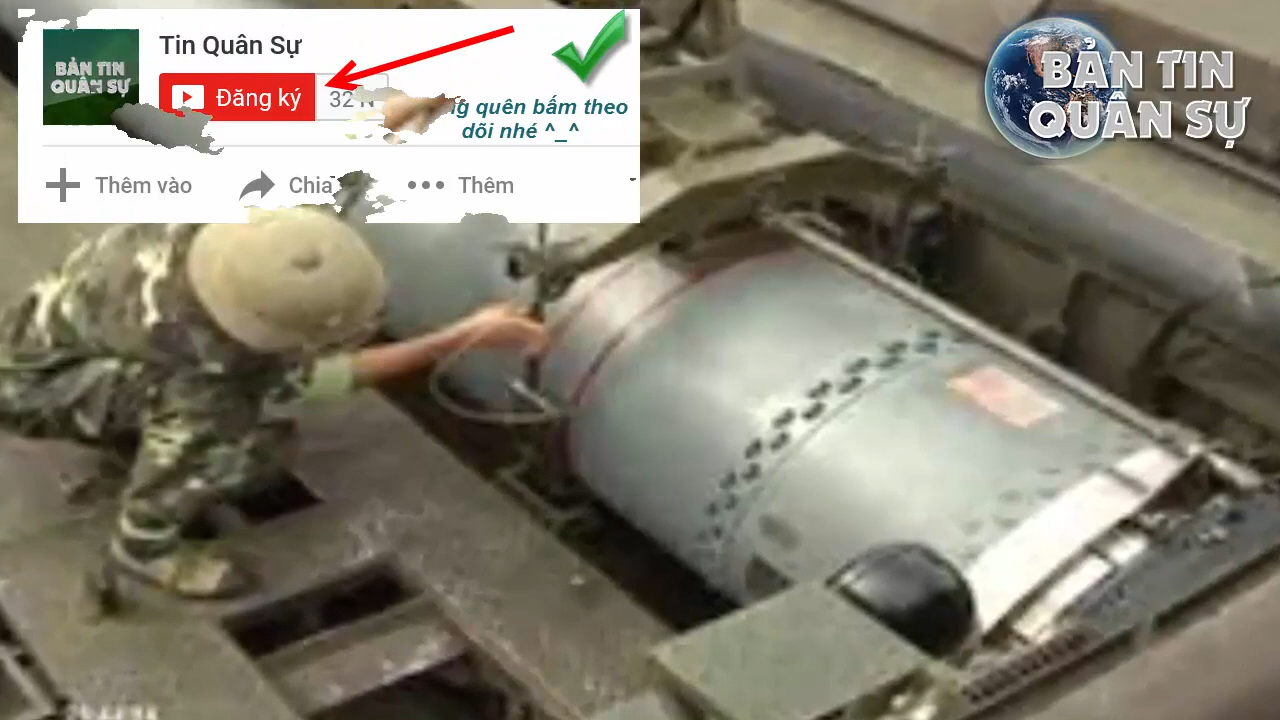 Tin Quân Sự
BẢN TIN
QUÂN SỰ
Đăng ký
quên bấm theo
dõi nhé ^_^
Thêm vào
Thêm
BẢN TIN
QUÂN SỰ